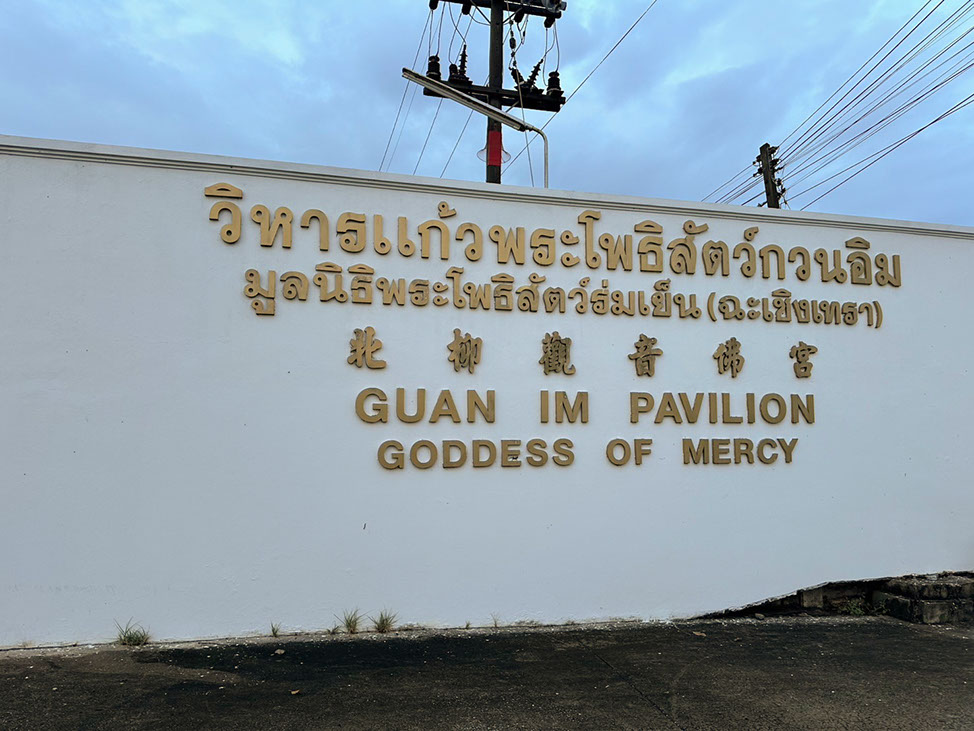 วิหารแก้วพระโพธิสัตว์กวนอิม
มูลนิธิพระโพธิสัตว์ร่มเย็น (ฉะเชิงเทรา)
北柳觀音佛宮
GUAN IM PAVILION
GODDESS OF MERCY